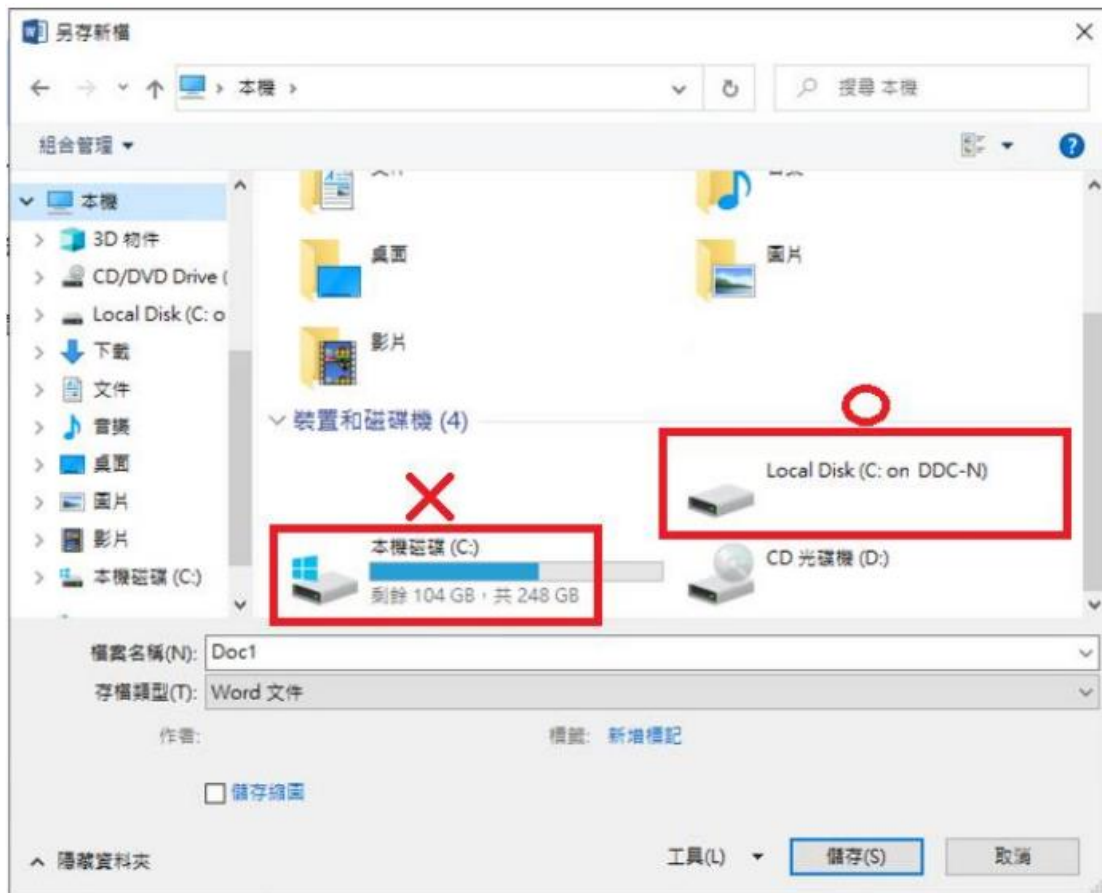 另存新檔
本機
搜尋 本機
組合管理
本機
3D 物件
CD/DVD Drive (
Local Disk (C: o
下載
文件
音樂
桌面
圖片
影片
本機磁碟 (C:)
桌面
圖片
影片
裝置和磁碟機 (4)
Local Disk (C: on DDC-N)
本機磁碟 (C:)
剩餘 104 GB，共 248 GB
CD 光碟機 (D:)
檔案名稱(N): Doc1
存檔類型(T): Word 文件
作者:
標籤: 新增標記
儲存縮圖
隱藏資料夾
工具(L)
儲存(S)
取消